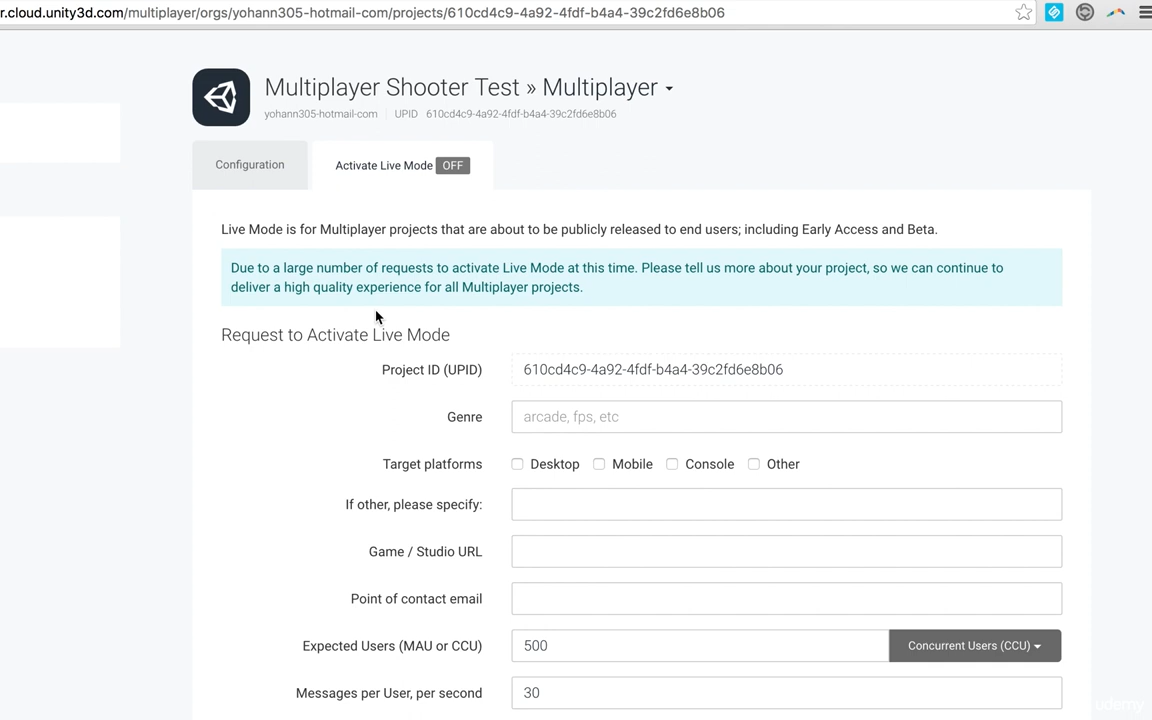 r.cloud.unity3d.com/multiplayer/orgs/yohann305-hotmail-com/projects/610cd4c9-4a92-4fdf-b4a4-39c2fd6e8b06
Multiplayer Shooter Test » Multiplayer
yohann305-hotmail-com UPID 610cd4c9-4a92-4fdf-b4a4-39c2fd6e8b06
Configuration Activate Live Mode OFF
Live Mode is for Multiplayer projects that are about to be publicly released to end users; including Early Access and Beta.
Due to a large number of requests to activate Live Mode at this time. Please tell us more about your project, so we can continue to
deliver a high quality experience for all Multiplayer projects.
Request to Activate Live Mode
Project ID (UPID) 610cd4c9-4a92-4fdf-b4a4-39c2fd6e8b06
Genre arcade, fps, etc
Target platforms Desktop Mobile Console Other
If other, please specify:
Game / Studio URL
Point of contact email
Expected Users (MAU or CCU) 500 Concurrent Users (CCU)
Messages per User, per second 30
udemy